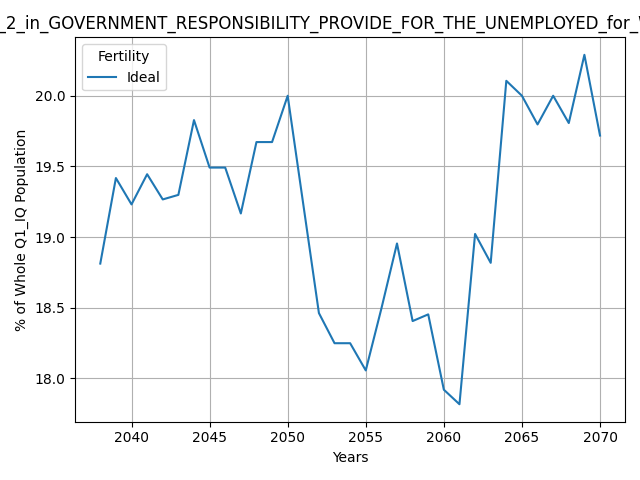 _2_in_GOVERNMENT_RESPONSIBILITY_PROVIDE_FOR_THE_UNEMPLOYED_for_
Fertility
Ideal
20.0
19.5
19.0
18.5
18.0
% of Whole Q1_IQ Population
2040 2045 2050 2055 2060 2065 2070
Years